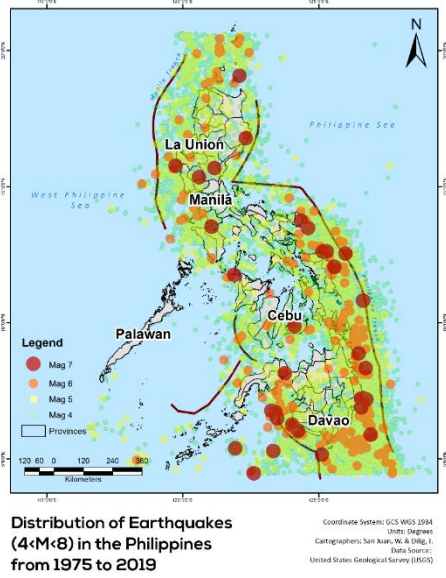 N
Manila Trench
La Union
Philippine Sea
West Philippine
Sea
Manila
Cebu
Palawan
Davao
Legend
Mag 7
Mag 6
Mag 5
Mag 4
Provinces
120 60 0 120 240 360
Kilometers
Distribution of Earthquakes
(4<M<8) in the Philippines
from 1975 to 2019
Coordinate System: GCS WGS 1984
Units: Degrees
Cartographers: San Juan, W. & Dilig, I.
Data Source:
United States Geological Survey (USGS)